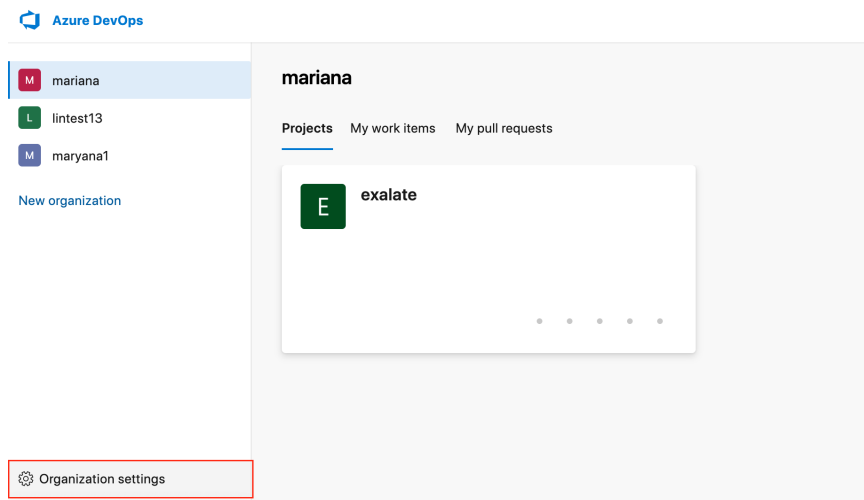 Azure DevOps
M mariana
L lintest13
M maryana1
New organization
Organization settings
mariana
Projects My work items My pull requests
E exalate